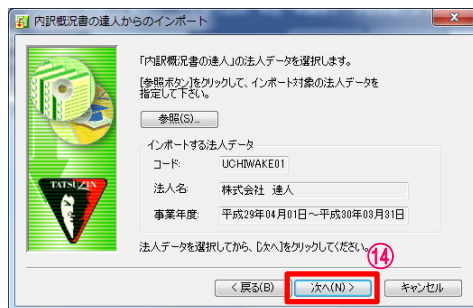 内訳概況書の達人からのインポート
「内訳概況書の達人」の法人データを選択します。
[参照ボタン]をクリックして、インポート対象の法人データを
指定して下さい。
参照(S)...
インポートする法人データ
コード: UCHIWAKE01
法人名: 株式会社 達人
事業年度: 平成29年04月01日～平成30年03月31日
TATSUZIN
法人データを選択してから、[次へ]をクリックしてください。
⑭
< 戻る(B) 次へ(N) > キャンセル